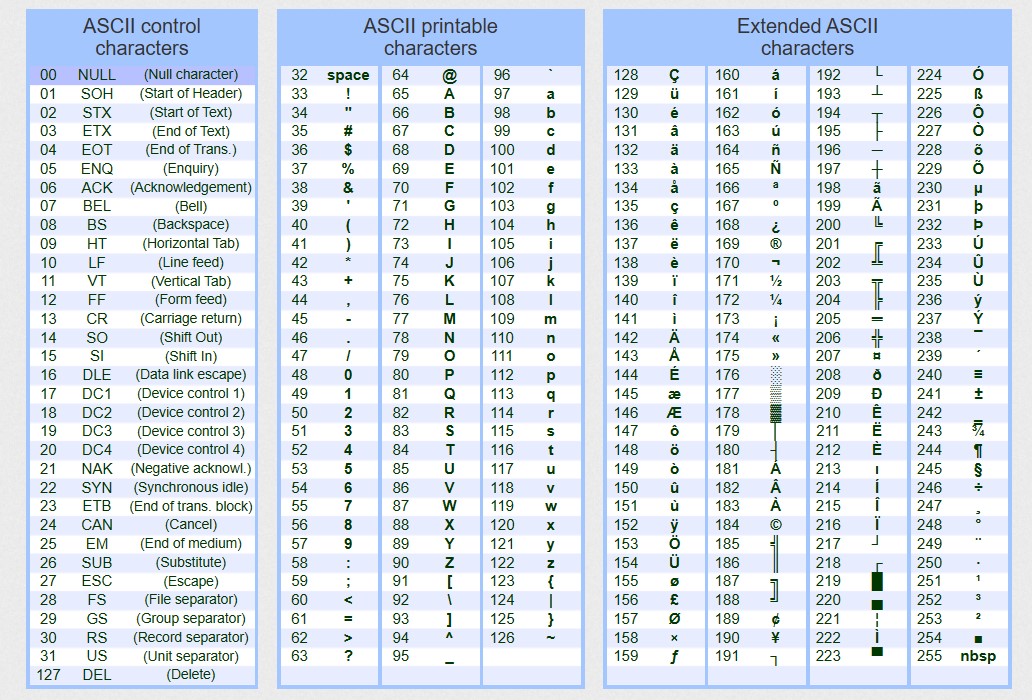 ASCII control
characters
00 NULL (Null character)
01 SOH (Start of Header)
02 STX (Start of Text)
03 ETX (End of Text)
04 EOT (End of Trans.)
05 ENQ (Enquiry)
06 ACK (Acknowledgement)
07 BEL (Bell)
08 BS (Backspace)
09 HT (Horizontal Tab)
10 LF (Line feed)
11 VT (Vertical Tab)
12 FF (Form feed)
13 CR (Carriage return)
14 SO (Shift Out)
15 SI (Shift In)
16 DLE (Data link escape)
17 DC1 (Device control 1)
18 DC2 (Device control 2)
19 DC3 (Device control 3)
20 DC4 (Device control 4)
21 NAK (Negative acknowl.)
22 SYN (Synchronous idle)
23 ETB (End of trans. block)
24 CAN (Cancel)
25 EM (End of medium)
26 SUB (Substitute)
27 ESC (Escape)
28 FS (File separator)
29 GS (Group separator)
30 RS (Record separator)
31 US (Unit separator)
127 DEL (Delete)
ASCII printable
characters
32 space 64 @ 96 `
33 ! 65 A 97 a
34 " 66 B 98 b
35 # 67 C 99 c
36 $ 68 D 100 d
37 % 69 E 101 e
38 & 70 F 102 f
39 ' 71 G 103 g
40 ( 72 H 104 h
41 ) 73 I 105 i
42 * 74 J 106 j
43 + 75 K 107 k
44 , 76 L 108 l
45 - 77 M 109 m
46 . 78 N 110 n
47 / 79 O 111 o
48 0 80 P 112 p
49 1 81 Q 113 q
50 2 82 R 114 r
51 3 83 S 115 s
52 4 84 T 116 t
53 5 85 U 117 u
54 6 86 V 118 v
55 7 87 W 119 w
56 8 88 X 120 x
57 9 89 Y 121 y
58 : 90 Z 122 z
59 ; 91 [ 123 {
60 < 92 \ 124 |
61 = 93 ] 125 }
62 > 94 ^ 126 ~
63 ? 95 _
Extended ASCII
characters
128 Ç 160 á 192 └ 224 Ó
129 ü 161 í 193 ┴ 225 ß
130 é 162 ó 194 ┬ 226 Ô
131 â 163 ú 195 ├ 227 Ò
132 ä 164 ñ 196 ─ 228 õ
133 à 165 Ñ 197 ┼ 229 Õ
134 å 166 ª 198 ã 230 µ
135 ç 167 º 199 Ã 231 þ
136 ê 168 ¿ 200 ╚ 232 Þ
137 ë 169 ® 201 ╔ 233 Ú
138 è 170 ¬ 202 ╩ 234 Û
139 ï 171 ½ 203 ╦ 235 Ù
140 î 172 ¼ 204 ╠ 236 ý
141 ì 173 ¡ 205 ═ 237 Ý
142 Ä 174 « 206 ╬ 238 ¯
143 Å 175 » 207 ¤ 239 ´
144 É 176 ░ 208 ð 240 ≡
145 æ 177 ▒ 209 Ð 241 ±
146 Æ 178 ▓ 210 Ê 242 ‗
147 ô 179 │ 211 Ë 243 ¾
148 ö 180 ┤ 212 È 244 ¶
149 ò 181 Á 213 ı 245 §
150 û 182 Â 214 Í 246 ÷
151 ù 183 À 215 Î 247 ¸
152 ÿ 184 © 216 Ï 248 °
153 Ö 185 ╣ 217 ┘ 249 ¨
154 Ü 186 ║ 218 ┌ 250 ·
155 ø 187 ╗ 219 █ 251 ¹
156 £ 188 ╝ 220 ▄ 252 ³
157 Ø 189 ¢ 221 ¦ 253 ²
158 × 190 ¥ 222 Ì 254 ■
159 ƒ 191 ┐ 223 ▀ 255 nbsp